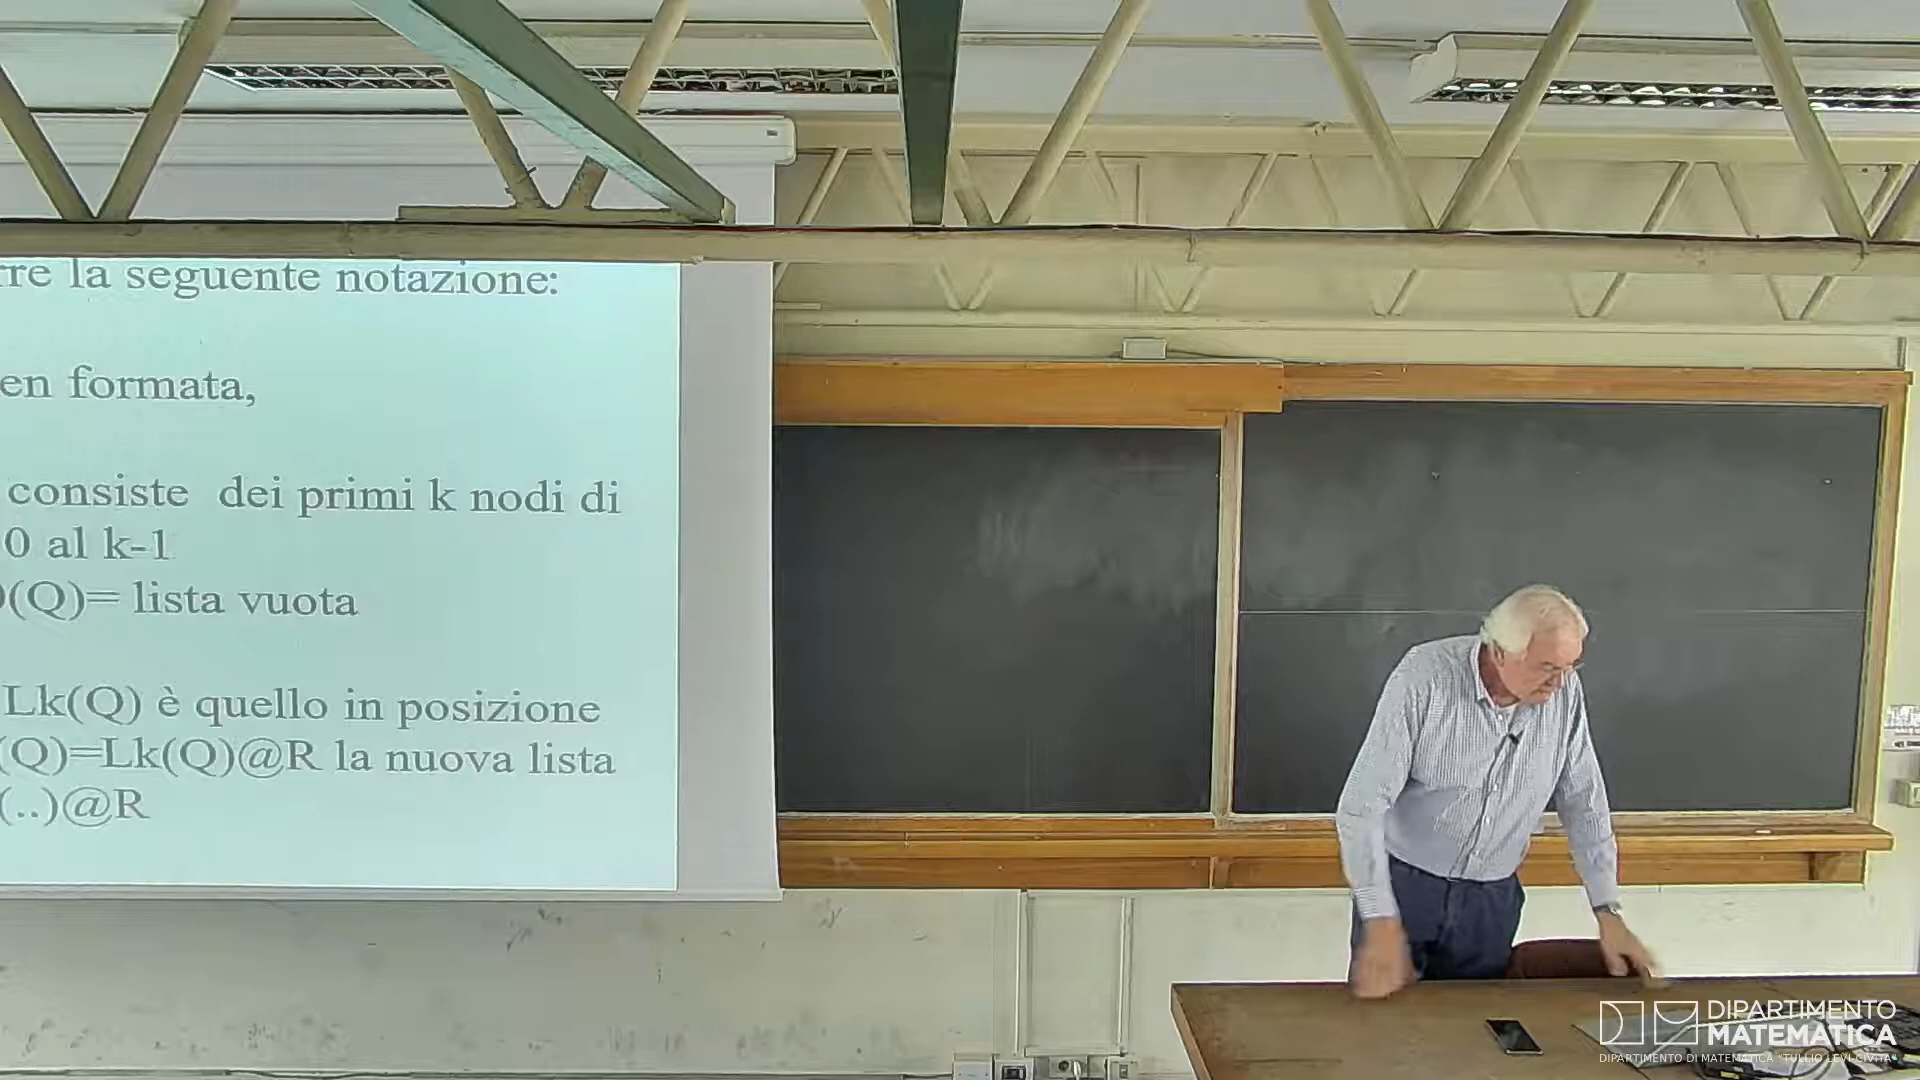 rre la seguente notazione:
en formata,
consiste dei primi k nodi di
0 al k-1
(Q)= lista vuota
Lk(Q) è quello in posizione
(Q)=Lk(Q)@R la nuova lista
(..)@R
DIPARTIMENTO
MATEMATICA
DIPARTIMENTO DI MATEMATICA "TULLIO LEVI-CIVITA"